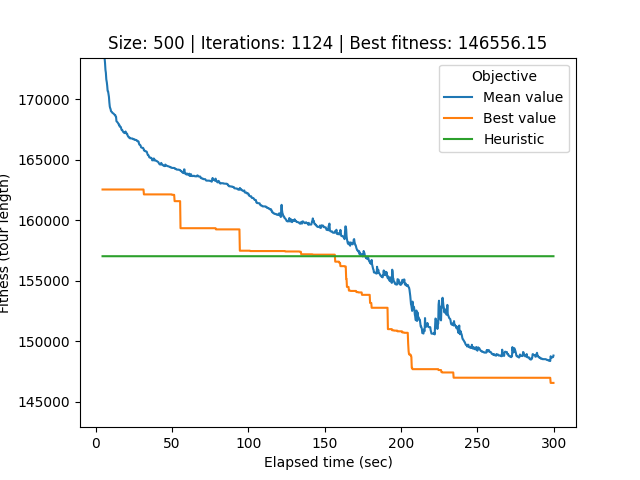 Size: 500 | Iterations: 1124 | Best fitness: 146556.15
Objective
Mean value
Best value
Heuristic
170000
165000
160000
155000
150000
145000
Fitness (tour length)
0 50 100 150 200 250 300
Elapsed time (sec)